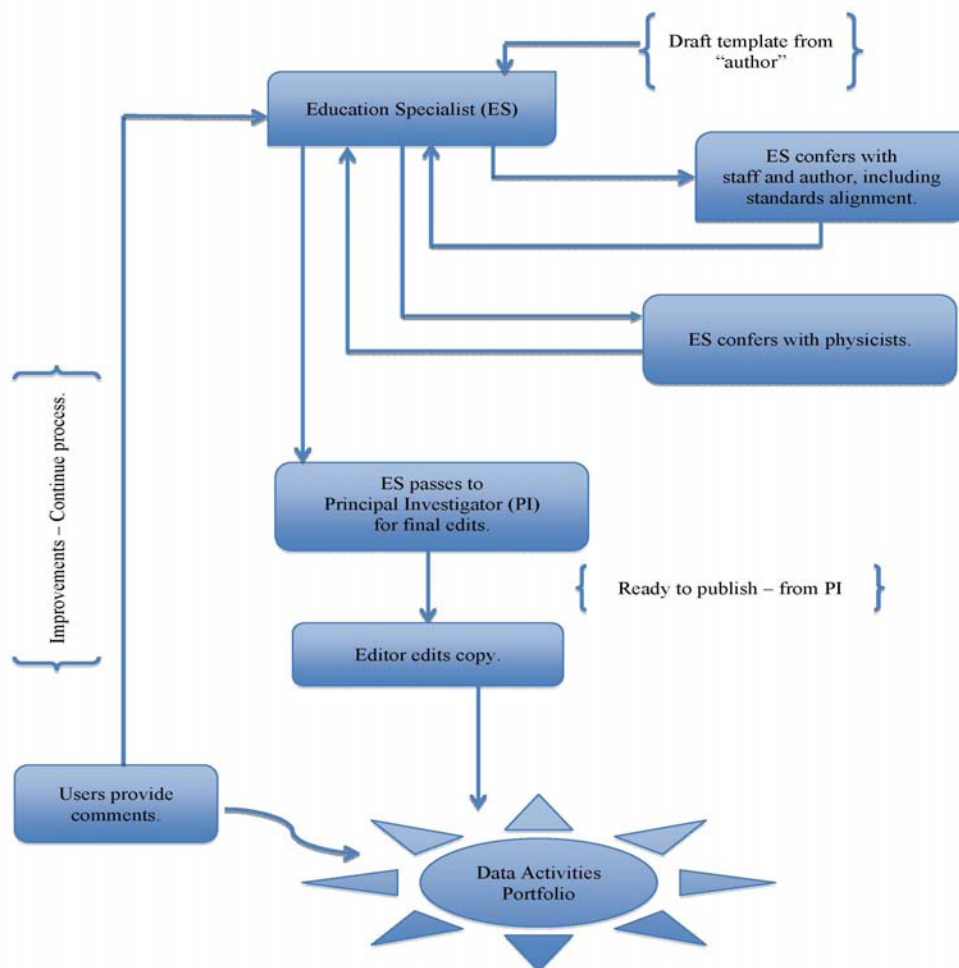 Draft template from
“author”
Education Specialist (ES)
ES confers with
staff and author, including
standards alignment.
ES confers with physicists.
Improvements – Continue process.
ES passes to
Principal Investigator (PI)
for final edits.
Ready to publish – from PI
Editor edits copy.
Users provide
comments.
Data Activities
Portfolio